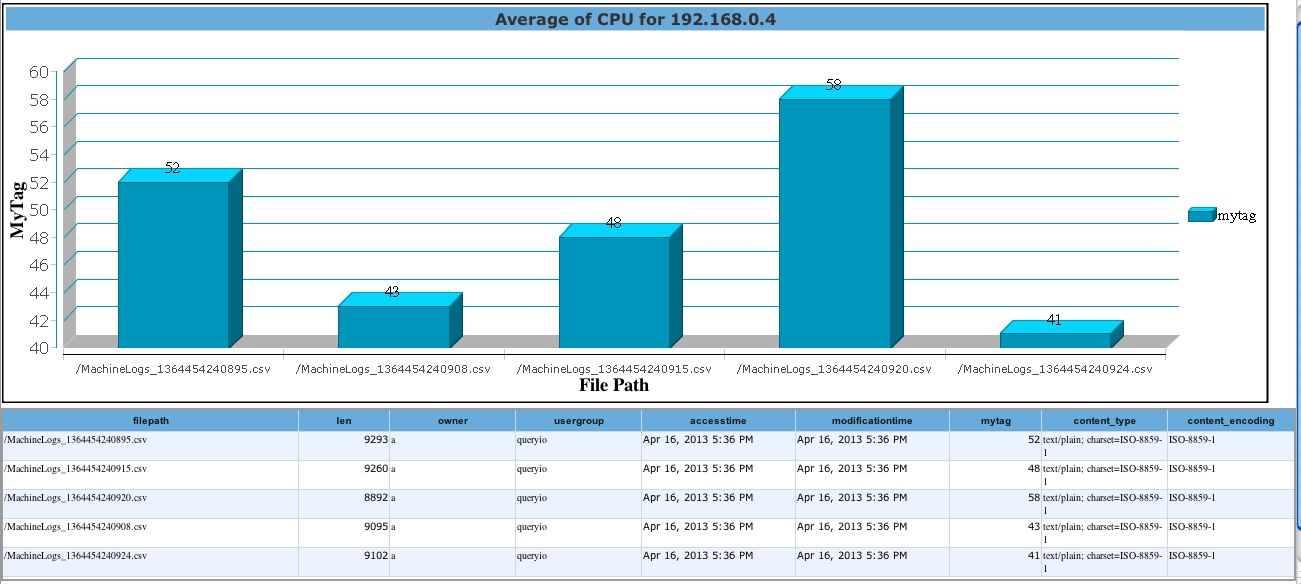 Average of CPU for 192.168.0.4
60
58
56
54
52
50
48
46
44
42
40
MyTag
52
43
48
58
41
mytag
/MachineLogs_1364454240895.csv /MachineLogs_1364454240908.csv /MachineLogs_1364454240915.csv /MachineLogs_1364454240920.csv /MachineLogs_1364454240924.csv
File Path
filepath len owner usergroup accesstime modificationtime mytag content_type content_encoding
/MachineLogs_1364454240895.csv 9293 a queryio Apr 16, 2013 5:36 PM Apr 16, 2013 5:36 PM 52 text/plain; charset=ISO-8859- ISO-8859-1
1
/MachineLogs_1364454240915.csv 9260 a queryio Apr 16, 2013 5:36 PM Apr 16, 2013 5:36 PM 48 text/plain; charset=ISO-8859- ISO-8859-1
1
/MachineLogs_1364454240920.csv 8892 a queryio Apr 16, 2013 5:36 PM Apr 16, 2013 5:36 PM 58 text/plain; charset=ISO-8859- ISO-8859-1
1
/MachineLogs_1364454240908.csv 9095 a queryio Apr 16, 2013 5:36 PM Apr 16, 2013 5:36 PM 43 text/plain; charset=ISO-8859- ISO-8859-1
1
/MachineLogs_1364454240924.csv 9102 a queryio Apr 16, 2013 5:36 PM Apr 16, 2013 5:36 PM 41 text/plain; charset=ISO-8859- ISO-8859-1
1